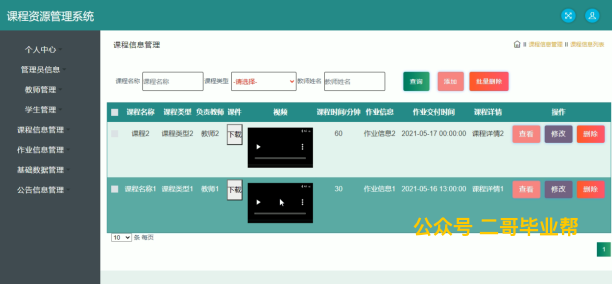 课程资源管理系统
个人中心
管理员信息
教师管理
学生管理
课程信息管理
作业信息管理
基础数据管理
公告信息管理
课程信息管理
课程信息管理 课程信息列表
课程名称 课程名称 课程类型 -请选择- 教师姓名 教师姓名 查询 添加 批量删除
课程名称 课程类型 负责教师 课件 视频 课程时间/分钟 作业信息 作业交付时间 课程详情 操作
课程2 课程类型2 教师2 下载 60 作业信息2 2021-05-17 00:00:00 课程详情2 查看 修改 删除
课程名称1 课程类型1 教师1 下载 30 作业信息1 2021-05-16 13:00:00 课程详情1 查看 修改 删除
公众号 二哥毕业帮
10 条 每页
1